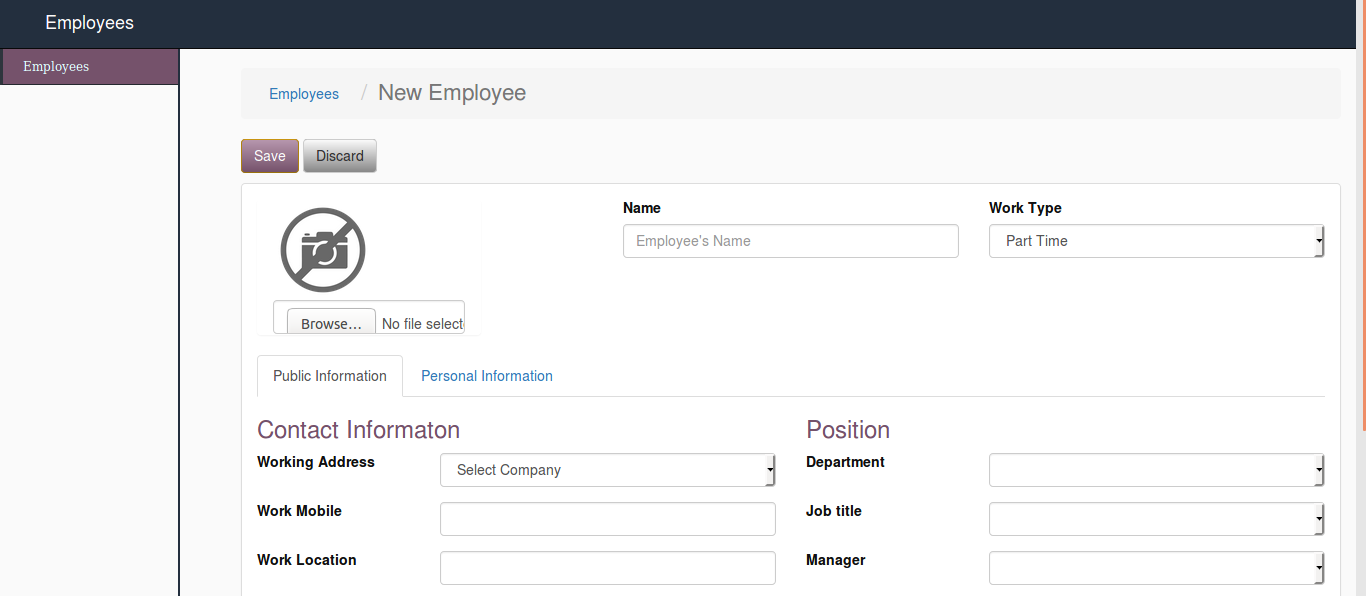 Employees
Employees
Employees / New Employee
Save Discard
Name
Employee's Name
Work Type
Part Time
Browse... No file select
Public Information Personal Information
Contact Informaton
Working Address Select Company
Work Mobile
Work Location
Position
Department
Job title
Manager